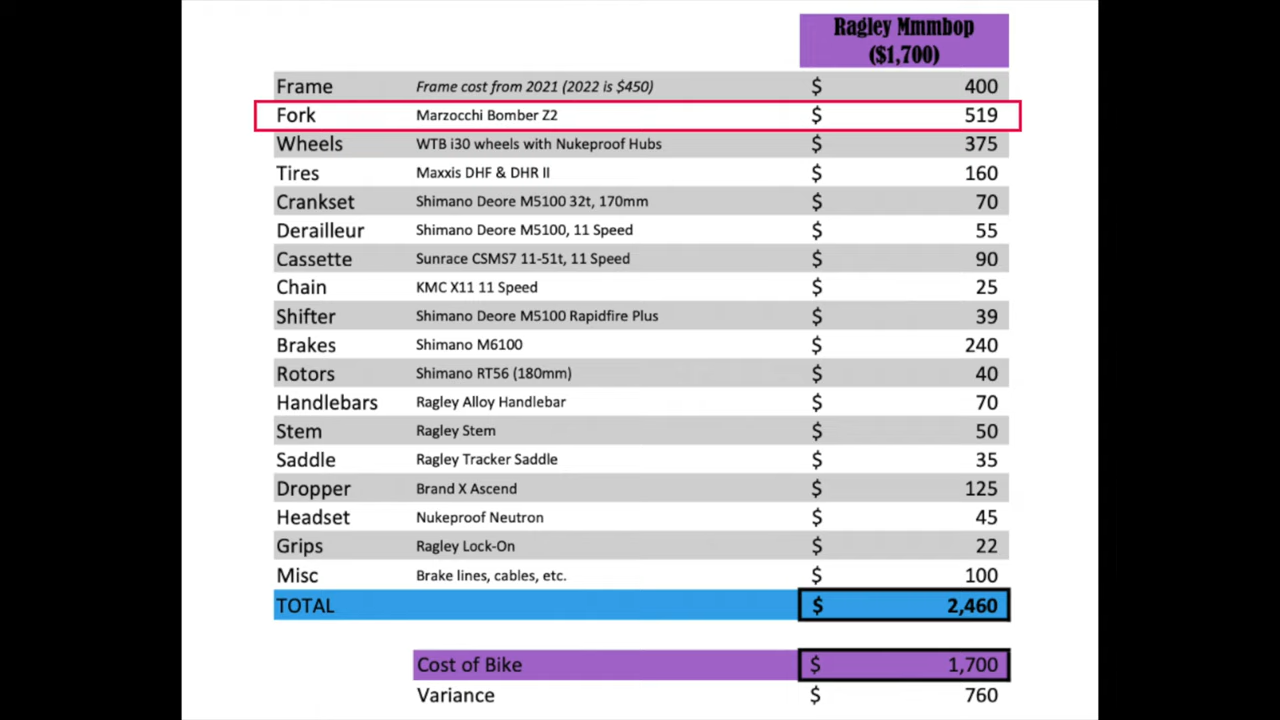 Ragley Mmmbop
($1,700)
Frame Frame cost from 2021 (2022 is $450) $ 400
Fork Marzocchi Bomber Z2 $ 519
Wheels WTB i30 wheels with Nukeproof Hubs $ 375
Tires Maxxis DHF & DHR II $ 160
Crankset Shimano Deore M5100 32t, 170mm $ 70
Derailleur Shimano Deore M5100, 11 Speed $ 55
Cassette Sunrace CSMS7 11-51t, 11 Speed $ 90
Chain KMC X11 11 Speed $ 25
Shifter Shimano Deore M5100 Rapidfire Plus $ 39
Brakes Shimano M6100 $ 240
Rotors Shimano RT56 (180mm) $ 40
Handlebars Ragley Alloy Handlebar $ 70
Stem Ragley Stem $ 50
Saddle Ragley Tracker Saddle $ 35
Dropper Brand X Ascend $ 125
Headset Nukeproof Neutron $ 45
Grips Ragley Lock-On $ 22
Misc Brake lines, cables, etc. $ 100
TOTAL $ 2,460
Cost of Bike $ 1,700
Variance $ 760